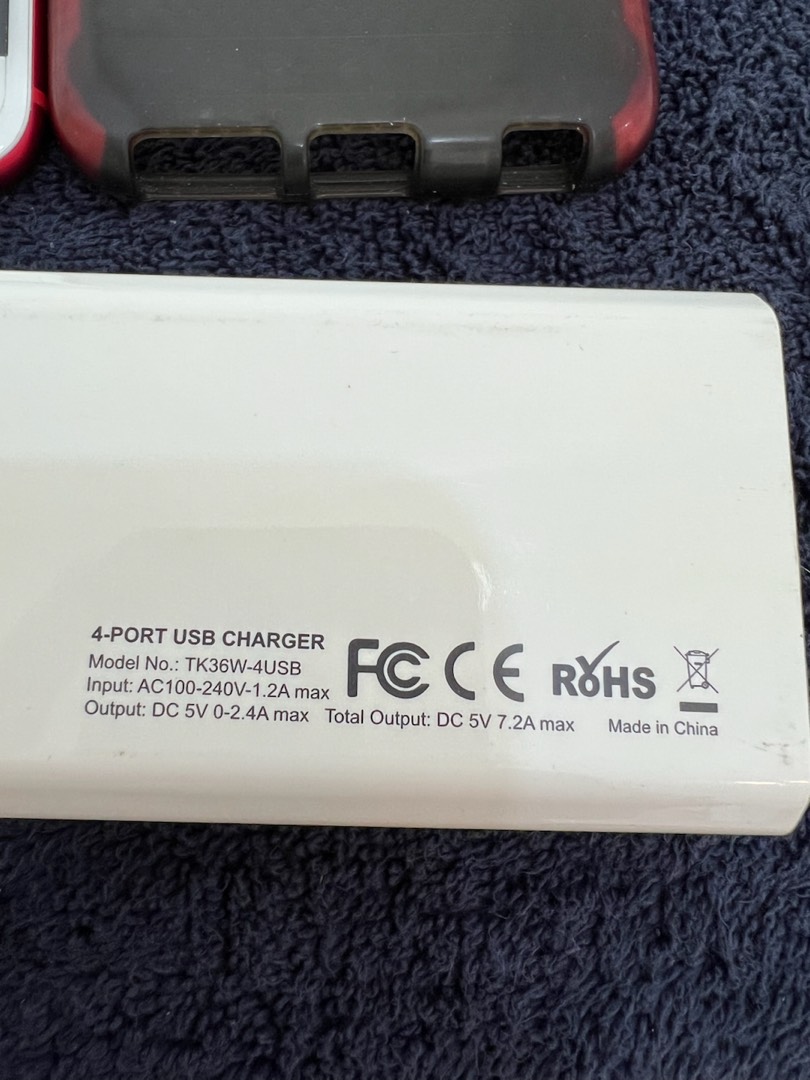 4-PORT USB CHARGER
Model No.: TK36W-4USB
Input: AC100-240V-1.2A max
Output: DC 5V 0-2.4A max Total Output: DC 5V 7.2A max
FC CE RoHS
Made in China